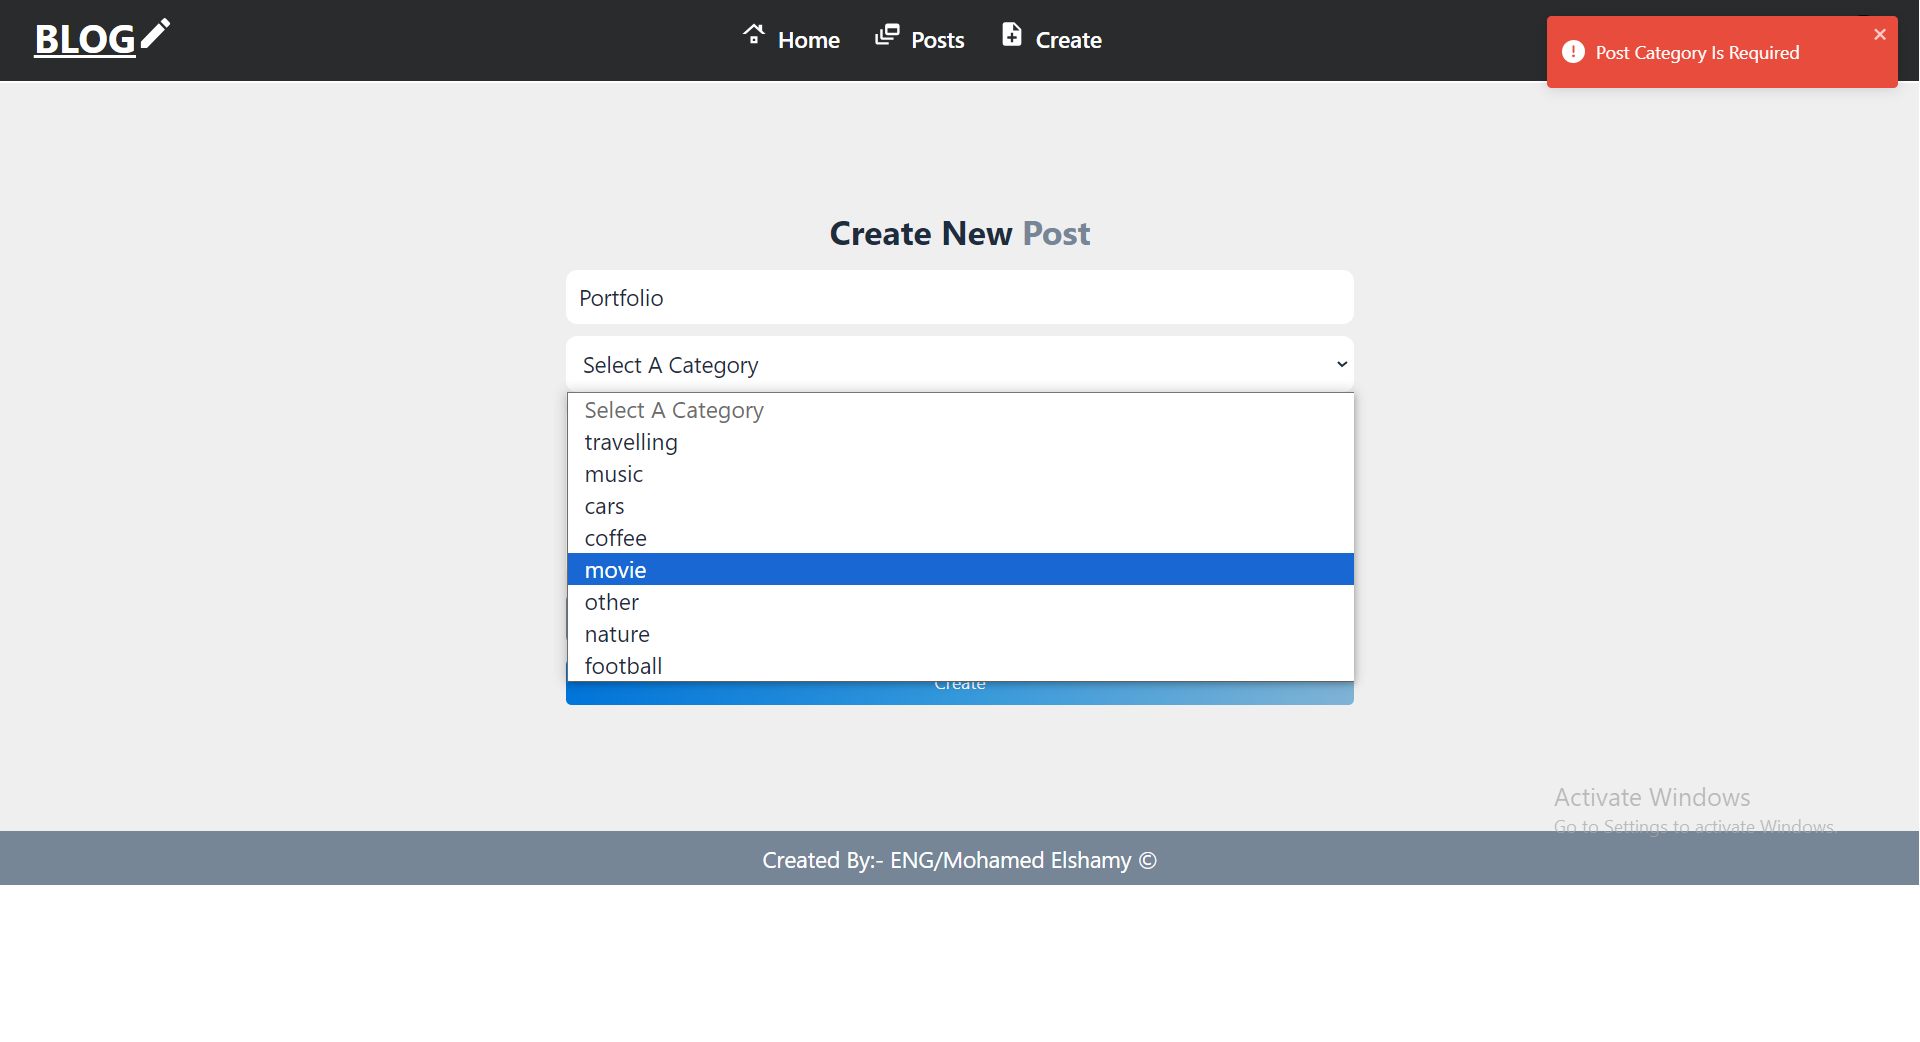 BLOG
Home
Posts
Create
Post Category Is Required
Create New Post
Portfolio
Select A Category
Select A Category
travelling
music
cars
coffee
movie
other
nature
football
Create
Activate Windows
Go to Settings to activate Windows.
Created By:- ENG/Mohamed Elshamy ©